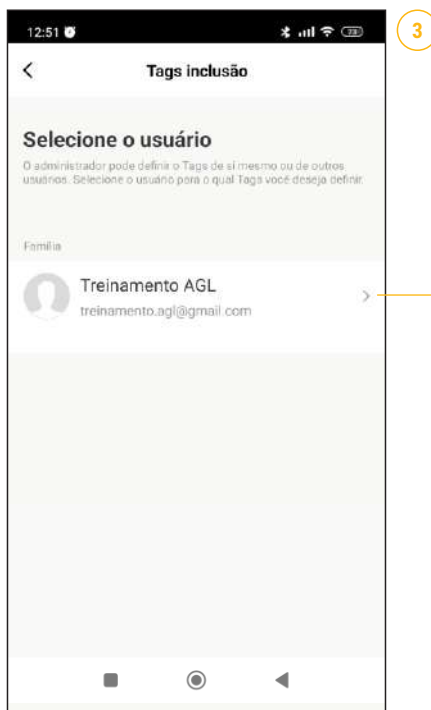 12:51
3
Tags inclusão
Selecione o usuário
O administrador pode definir o Tags de si mesmo ou de outros
usuários. Selecione o usuário para o qual Tags você deseja definir.
Família
Treinamento AGL
treinamento.agl@gmail.com